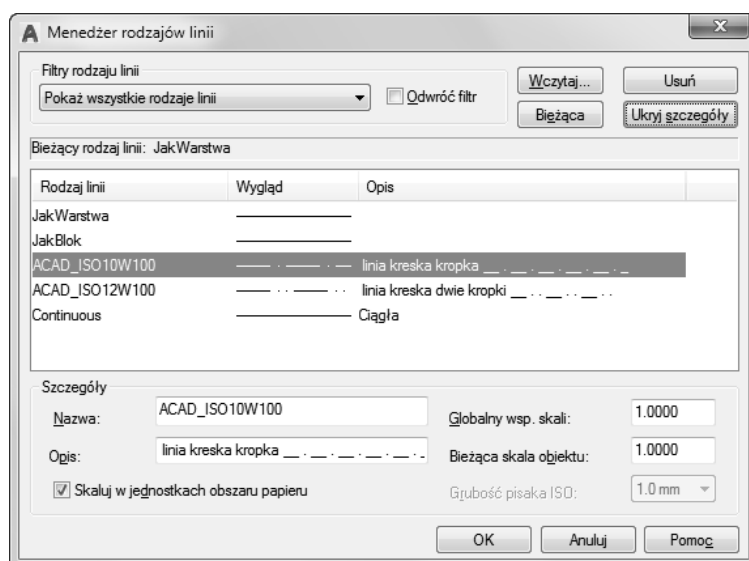 Menedżer rodzajów linii
Filtry rodzaju linii
Pokaż wszystkie rodzaje linii
Odwróć filtr
Wczytaj...
Usuń
Bieżąca
Ukryj szczegóły
Bieżący rodzaj linii: JakWarstwa
Rodzaj linii Wygląd Opis
JakWarstwa
JakBlok
ACAD_ISO10W100 linia kreska kropka __ . __ . __ . __ . __ . _
ACAD_ISO12W100 linia kreska dwie kropki __ . . __ . . __ . .
Continuous Ciągła
Szczegóły
Nazwa: ACAD_ISO10W100
Globalny wsp. skali: 1.0000
Opis: linia kreska kropka __ . __ . __ . __ . __ . _
Bieżąca skala objektu: 1.0000
Skaluj w jednostkach obszaru papieru
Grubość pisaka ISO: 1.0 mm
OK Anuluj Pomoc